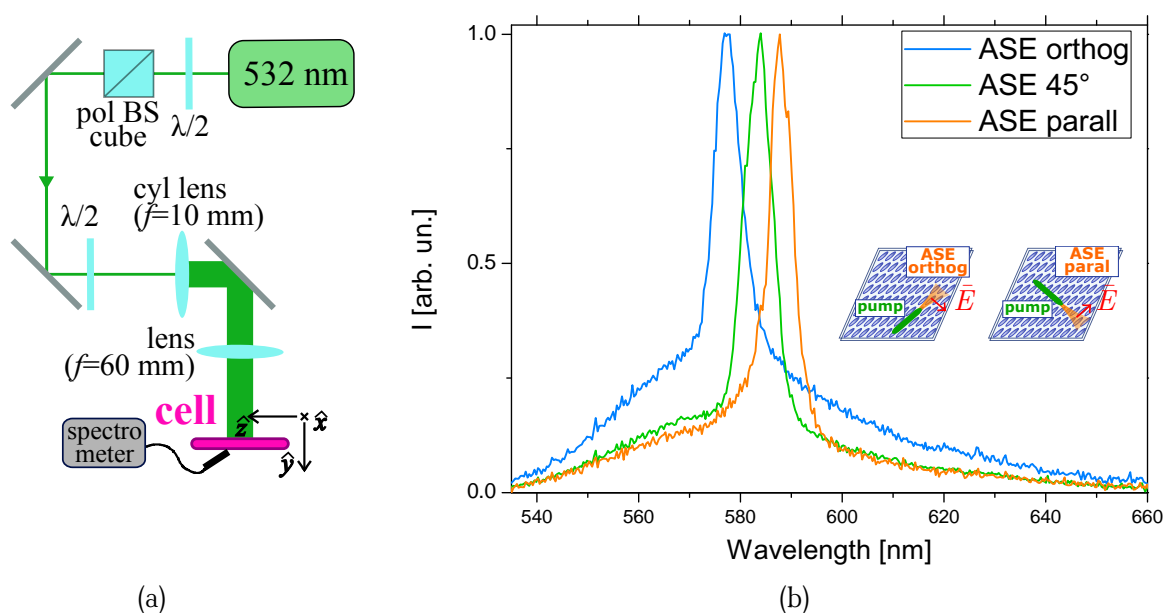 532 nm
pol BS
cube
λ/2
cyl lens
(f=10 mm)
λ/2
lens
(f=60 mm)
cell
ẑ
x̂
ŷ
spectro
meter
(a)
ASE orthog
ASE 45°
ASE parall
1.0
0.5
0.0
I [arb. un.]
ASE
orthog
pump
Ē
ASE
paral
pump
Ē
540
560
580
600
620
640
660
Wavelength [nm]
(b)